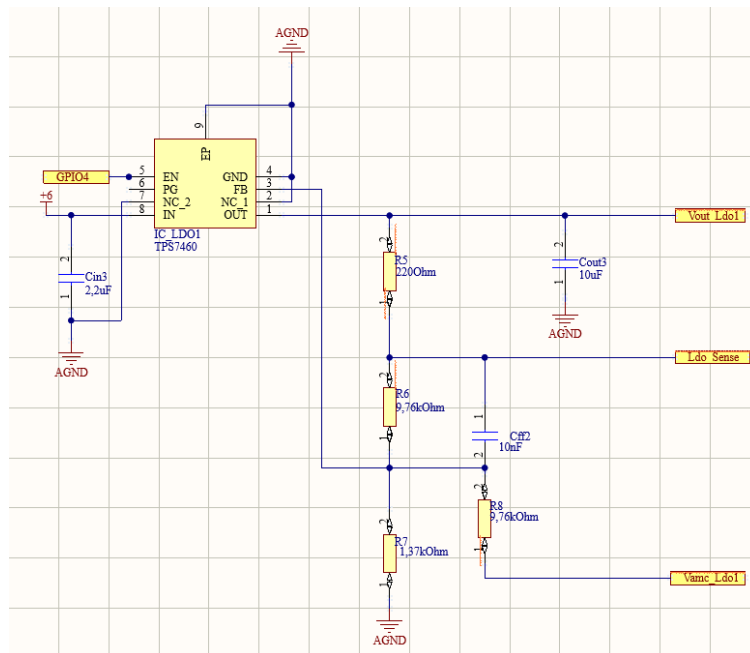 AGND
9
EP
GPIO4
5 EN GND 4
6 PG FB 3
7 NC_2 NC_1 2
+6
8 IN OUT 1
Vout_Ldo1
IC_LDO1
TPS7460
2
Cin3
2,2uF
1
AGND
2
R5
220Ohm
1
2
Cout3
10uF
1
AGND
Ldo_Sense
2
R6
9,76kOhm
1
1
Cff2
10nF
2
2
R8
9,76kOhm
1
2
R7
1,37kOhm
1
Vamc_Ldo1
AGND